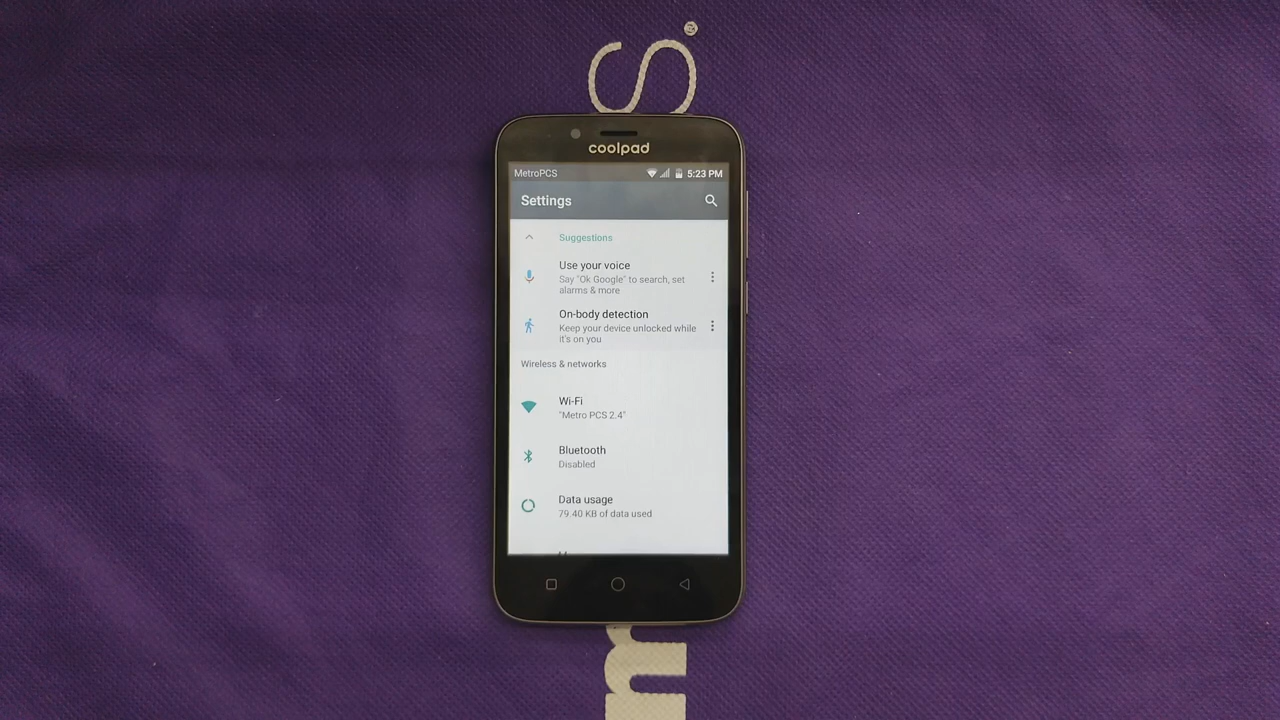 S®
coolpad
MetroPCS 5:23 PM
Settings
Suggestions
Use your voice
Say "Ok Google" to search, set
alarms & more
On-body detection
Keep your device unlocked while
it's on you
Wireless & networks
Wi-Fi
"Metro PCS 2.4"
Bluetooth
Disabled
Data usage
79.40 KB of data used
m